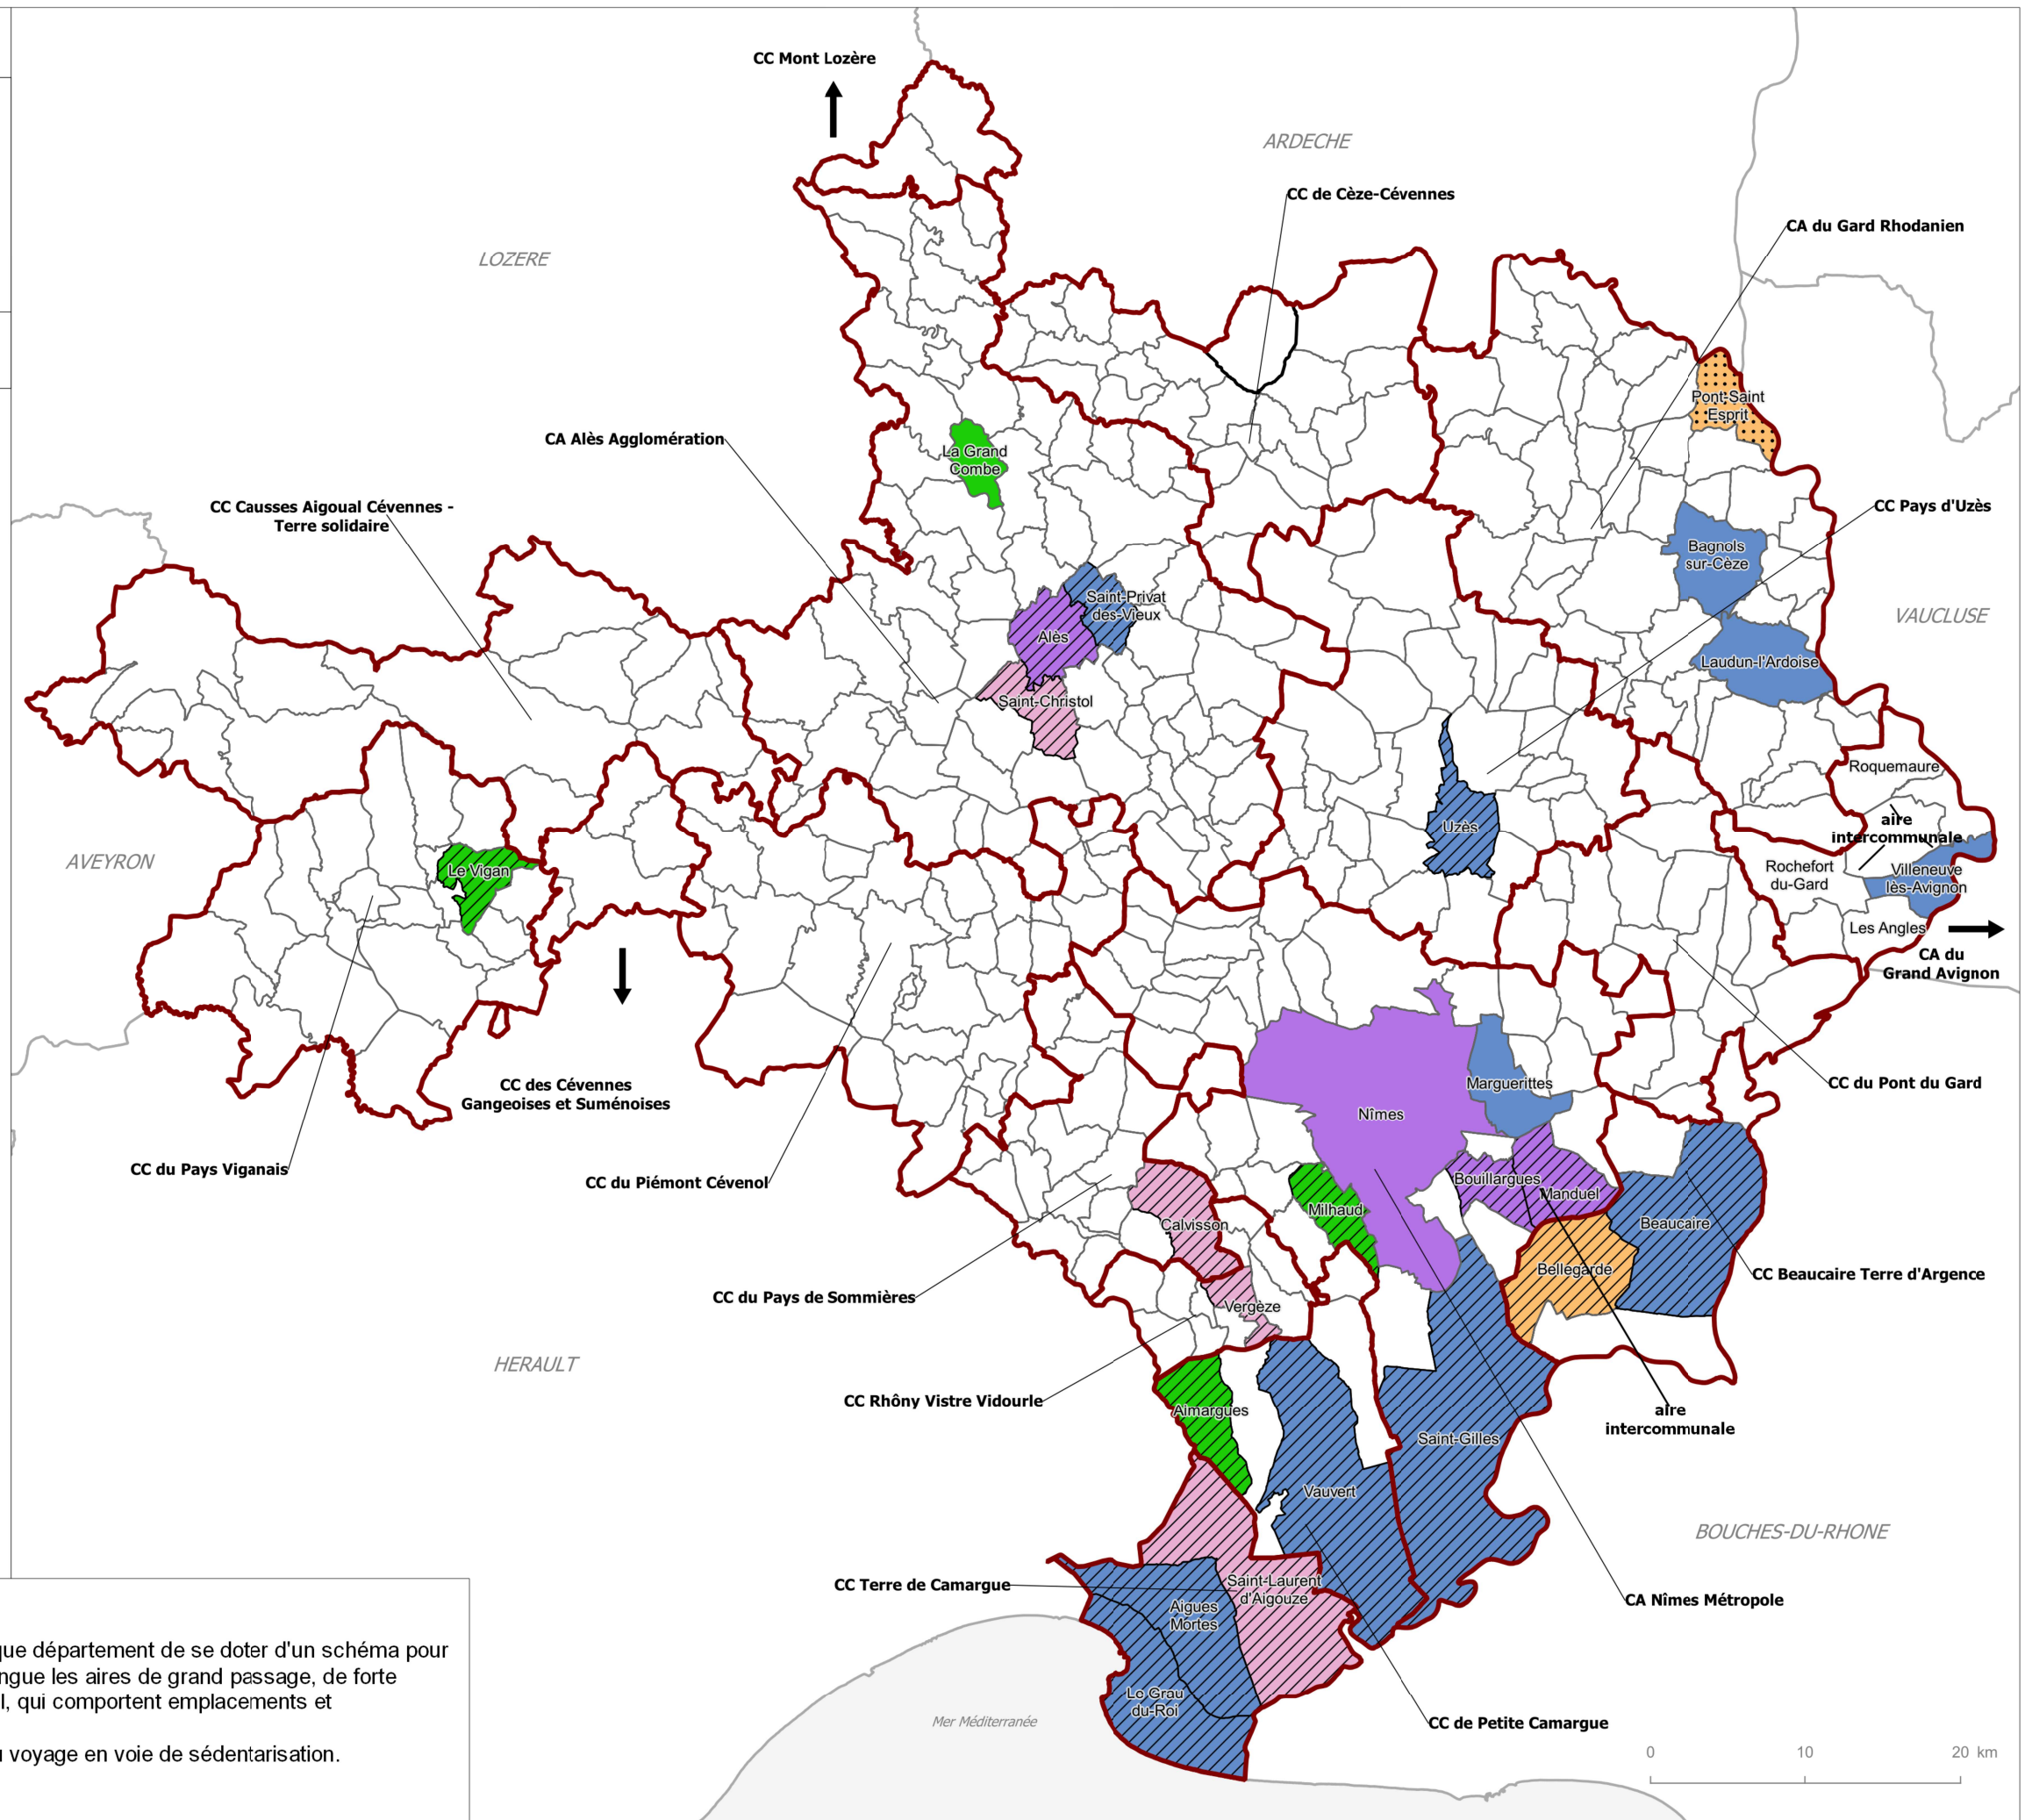 CC Mont Lozère
ARDECHE
CC de Cèze-Cévennes
CA du Gard Rhodanien
LOZERE
Pont-Saint
Esprit
CA Alès Agglomération
La Grand
Combe
CC Causses Aigoual Cévennes -
Terre solidaire
CC Pays d'Uzès
Bagnols
sur-Cèze
Saint-Privat
des-Vieux
VAUCLUSE
Alès
Laudun-l'Ardoise
Saint-Christol
Roquemaure
aire
intercommunale
Uzès
AVEYRON
Le Vigan
Rochefort
du-Gard
Villeneuve
lès-Avignon
Les Angles
CA du
Grand Avignon
CC des Cévennes
Gangeoises et Suménoises
Marguerittes
CC du Pont du Gard
Nîmes
CC du Pays Viganais
CC du Piémont Cévenol
Bouillargues
Manduel
Milhaud
Calvisson
Beaucaire
Bellegarde
CC Beaucaire Terre d'Argence
CC du Pays de Sommières
Vergèze
HERAULT
CC Rhôny Vistre Vidourle
Aimargues
aire
intercommunale
Saint-Gilles
Vauvert
BOUCHES-DU-RHONE
CC Terre de Camargue
Saint-Laurent
d'Aigouze
CA Nîmes Métropole
Aigues
Mortes
Le Grau
du-Roi
Mer Méditerranée
CC de Petite Camargue
0 10 20 km
que département de se doter d'un schéma pour
ngue les aires de grand passage, de forte
l, qui comportent emplacements et
u voyage en voie de sédentarisation.